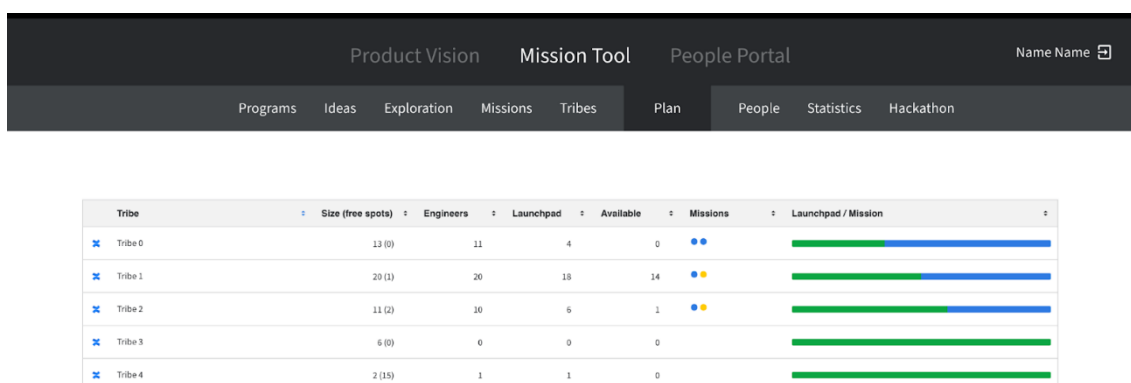 Product Vision Mission Tool People Portal Name Name
Programs Ideas Exploration Missions Tribes Plan People Statistics Hackathon
Tribe Size (free spots) Engineers Launchpad Available Missions Launchpad / Mission
Tribe 0 13 (0) 11 4 0
Tribe 1 20 (1) 20 18 14
Tribe 2 11 (2) 10 6 1
Tribe 3 6 (0) 0 0 0
Tribe 4 2 (15) 1 1 0